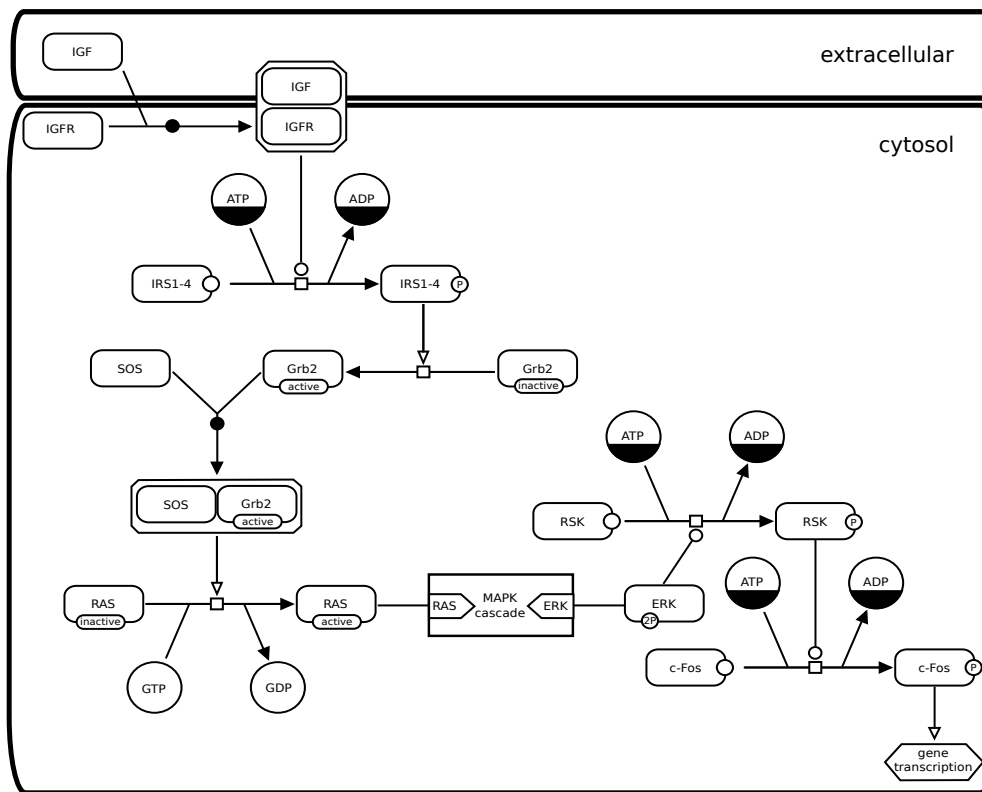 IGF
extracellular
IGF
IGFR
IGFR
cytosol
ATP
ADP
IRS1-4
IRS1-4
P
SOS
Grb2
active
Grb2
inactive
ATP
ADP
SOS
Grb2
active
RSK
RSK
P
ATP
ADP
RAS
inactive
RAS
active
RAS
MAPK
cascade
ERK
ERK
2P
c-Fos
c-Fos
P
GTP
GDP
gene
transcription